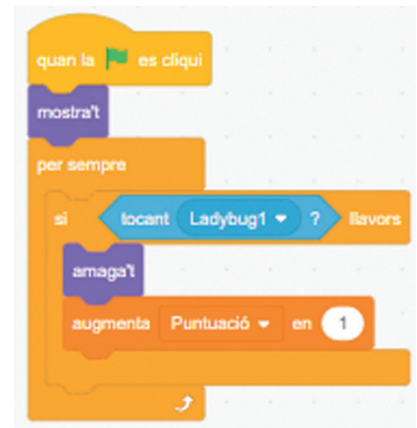 quan la es cliqui
mostra't
per sempre
si tocant Ladybug1 ? llavors
amaga't
augmenta Puntuació en 1